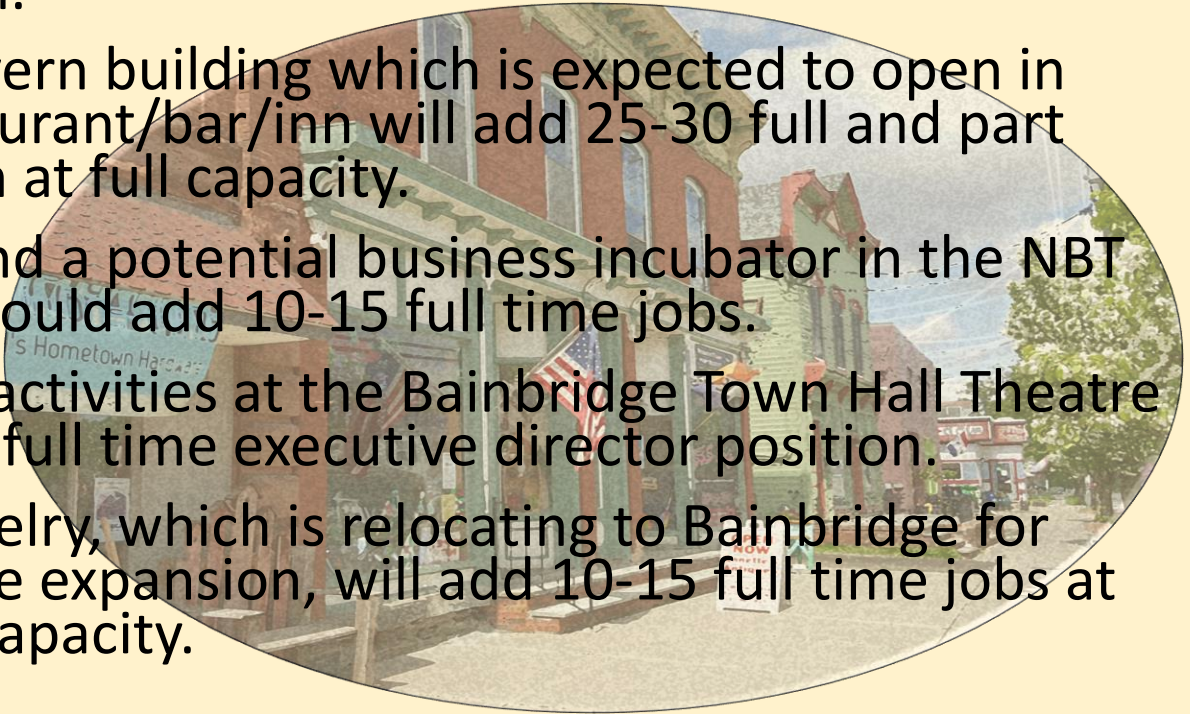 ern building which is expected to open in
urant/bar/inn will add 25-30 full and part
at full capacity.
nd a potential business incubator in the NBT
ould add 10-15 full time jobs.
's Hometown
activities at the Bainbridge Town Hall Theatre
full time executive director position.
elry, which is relocating to Bainbridge for
OPEN
NOW
e expansion, will add 10-15 full time jobs at
apacity.